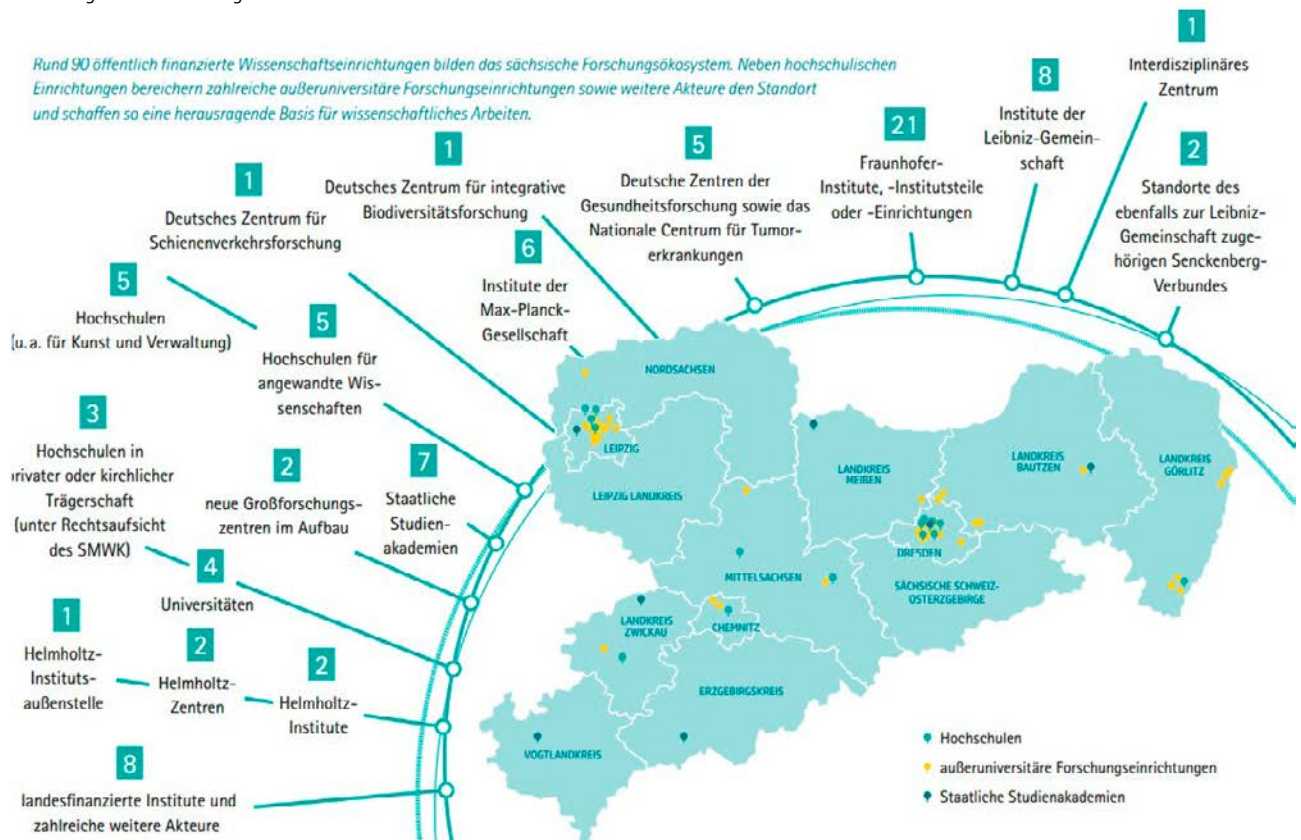 Rund 90 öffentlich finanzierte Wissenschaftseinrichtungen bilden das sächsische Forschungsökosystem. Neben hochschulischen
Einrichtungen bereichern zahlreiche außeruniversitäre Forschungseinrichtungen sowie weitere Akteure den Standort
und schaffen so eine herausragende Basis für wissenschaftliches Arbeiten.
1
Interdisziplinäres
Zentrum
8
Institute der
Leibniz-Gemein-
schaft
2
Standorte des
ebenfalls zur Leibniz-
Gemeinschaft zuge-
hörigen Senckenberg-
Verbundes
21
Fraunhofer-
Institute, -Institutsteile
oder -Einrichtungen
5
Deutsche Zentren der
Gesundheitsforschung sowie das
Nationale Centrum für Tumor-
erkrankungen
1
Deutsches Zentrum für integrative
Biodiversitätsforschung
1
Deutsches Zentrum für
Schienenverkehrsforschung
6
Institute der
Max-Planck-
Gesellschaft
5
Hochschulen
(u. a. für Kunst und Verwaltung)
5
Hochschulen für
angewandte Wis-
senschaften
3
Hochschulen in
privater oder kirchlicher
Trägerschaft
(unter Rechtsaufsicht
des SMWK)
2
neue Großforschungs-
zentren im Aufbau
7
Staatliche
Studien-
akademien
4
Universitäten
1
Helmholtz-
Instituts-
außenstelle
2
Helmholtz-
Zentren
2
Helmholtz-
Institute
8
landesfinanzierte Institute und
zahlreiche weitere Akteure
NORDSACHSEN
LEIPZIG
LEIPZIG LANDKREIS
LANDKREIS
MEIßEN
LANDKREIS
BAUTZEN
LANDKREIS
GÖRLITZ
DRESDEN
MITTELSACHSEN
SÄCHSISCHE SCHWEIZ-
OSTERZGEBIRGE
LANDKREIS
ZWICKAU
CHEMNITZ
ERZGEBIRGSKREIS
VOGTLANDKREIS
Hochschulen
außeruniversitäre Forschungseinrichtungen
Staatliche Studienakademien